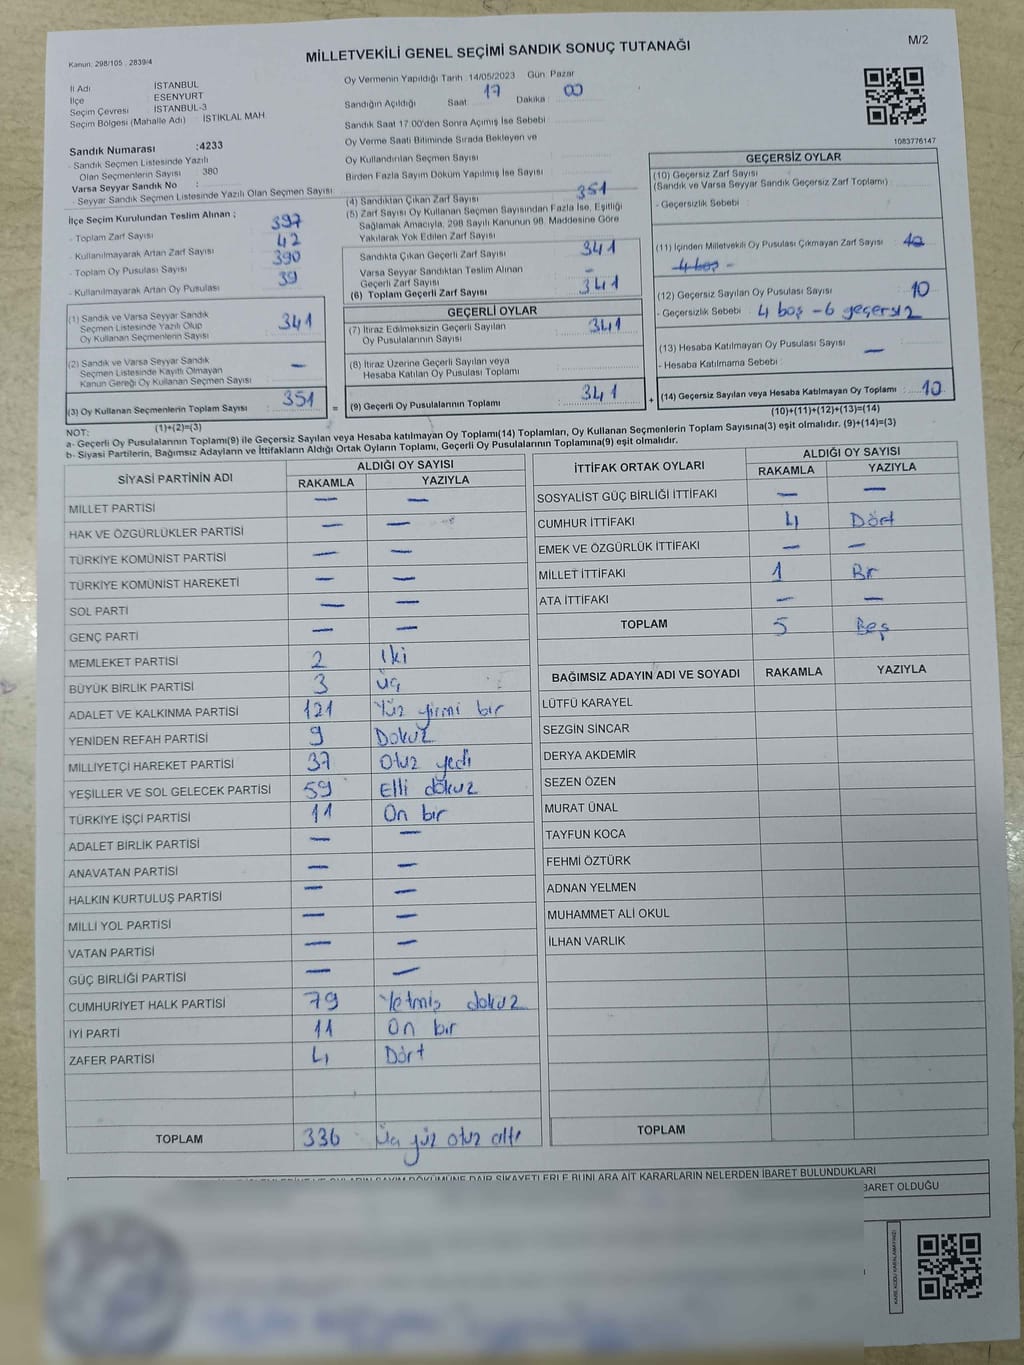 MİLLETVEKİLİ GENEL SEÇİMİ SANDIK SONUÇ TUTANAĞI
M/2
Kanun: 298/105 : 2839/4
İl Adı İSTANBUL
İlçe ESENYURT
Seçim Çevresi İSTANBUL-3
Seçim Bölgesi (Mahalle Adı) : İSTİKLAL MAH
Sandık Numarası :4233
- Sandık Seçmen Listesinde Yazılı
Olan Seçmenlerin Sayısı : 380
Varsa Seyyar Sandık No :
- Seyyar Sandık Seçmen Listesinde Yazılı Olan Seçmen Sayısı
Oy Vermenin Yapıldığı Tarih :14/05/2023 Gün: Pazar
Sandığın Açıldığı Saat 17 Dakika : 00
Sandık Saat 17:00'den Sonra Açılmış İse Sebebi
Oy Verme Saati Bitiminde Sırada Bekleyen ve
Oy Kullandırılan Seçmen Sayısı
Birden Fazla Sayım Döküm Yapılmış İse Sayısı
1083776147
İlçe Seçim Kurulundan Teslim Alınan ;
- Toplam Zarf Sayısı 397
- Kullanılmayarak Artan Zarf Sayısı 42
- Toplam Oy Pusulası Sayısı 390
- Kullanılmayarak Artan Oy Pusulası 39
(1) Sandık ve Varsa Seyyar Sandık
Seçmen Listesinde Yazılı Olup
Oy Kullanan Seçmenlerin Sayısı 341
(2) Sandık ve Varsa Seyyar Sandık
Seçmen Listesinde Kayıtlı Olmayan
Kanun Gereği Oy Kullanan Seçmen Sayısı —
(3) Oy Kullanan Seçmenlerin Toplam Sayısı 351
(1)+(2)=(3)
(4) Sandıktan Çıkan Zarf Sayısı 351
(5) Zarf Sayısı Oy Kullanan Seçmen Sayısından Fazla İse, Eşitliği
Sağlamak Amacıyla, 298 Sayılı Kanunun 98. Maddesine Göre
Yakılarak Yok Edilen Zarf Sayısı
Sandıkta Çıkan Geçerli Zarf Sayısı 341
Varsa Seyyar Sandıktan Teslim Alınan
Geçerli Zarf Sayısı –
(6) Toplam Geçerli Zarf Sayısı 341
GEÇERLİ OYLAR
(7) İtiraz Edilmeksizin Geçerli Sayılan
Oy Pusulalarının Sayısı 341
(8) İtiraz Üzerine Geçerli Sayılan veya
Hesaba Katılan Oy Pusulası Toplamı
= (9) Geçerli Oy Pusulalarının Toplamı 341
GEÇERSİZ OYLAR
(10) Geçersiz Zarf Sayısı
(Sandık ve Varsa Seyyar Sandık Geçersiz Zarf Toplamı)
- Geçersizlik Sebebi :
(11) İçinden Milletvekili Oy Pusulası Çıkmayan Zarf Sayısı
4 boş -
(12) Geçersiz Sayılan Oy Pusulası Sayısı 10
- Geçersizlik Sebebi : 4 boş - 6 geçersiz
(13) Hesaba Katılmayan Oy Pusulası Sayısı —
- Hesaba Katılmama Sebebi :
+ (14) Geçersiz Sayılan veya Hesaba Katılmayan Oy Toplamı : 10
(10)+(11)+(12)+(13)=(14)
NOT:
a- Geçerli Oy Pusulalarının Toplamı(9) ile Geçersiz Sayılan veya Hesaba katılmayan Oy Toplamı(14) Toplamları, Oy Kullanan Seçmenlerin Toplam Sayısına(3) eşit olmalıdır. (9)+(14)=(3)
b- Siyasi Partilerin, Bağımsız Adayların ve İttifakların Aldığı Ortak Oyların Toplamı, Geçerli Oy Pusulalarının Toplamına(9) eşit olmalıdır.
SİYASİ PARTİNİN ADI ALDIĞI OY SAYISI
RAKAMLA YAZIYLA
MİLLET PARTİSİ — —
HAK VE ÖZGÜRLÜKLER PARTİSİ — —
TÜRKİYE KOMÜNİST PARTİSİ — —
TÜRKİYE KOMÜNİST HAREKETİ — —
SOL PARTİ — —
GENÇ PARTİ — —
MEMLEKET PARTİSİ 2 İki
BÜYÜK BİRLİK PARTİSİ 3 üç
ADALET VE KALKINMA PARTİSİ 121 Yüz yirmi bir
YENİDEN REFAH PARTİSİ 9 Dokuz
MİLLİYETÇİ HAREKET PARTİSİ 37 Otuz yedi
YEŞİLLER VE SOL GELECEK PARTİSİ 59 Elli dokuz
TÜRKİYE İŞÇİ PARTİSİ 11 On bir
ADALET BİRLİK PARTİSİ — —
ANAVATAN PARTİSİ — —
HALKIN KURTULUŞ PARTİSİ — —
MİLLİ YOL PARTİSİ — —
VATAN PARTİSİ — —
GÜÇ BİRLİĞİ PARTİSİ — —
CUMHURİYET HALK PARTİSİ 79 Yetmiş dokuz
İYİ PARTİ 11 On bır
ZAFER PARTİSİ 4 Dört
TOPLAM 336 Üç yüz otuz altı
İTTİFAK ORTAK OYLARI ALDIĞI OY SAYISI
RAKAMLA YAZIYLA
SOSYALİST GÜÇ BİRLİĞİ İTTİFAKI — —
CUMHUR İTTİFAKI 4 Dört
EMEK VE ÖZGÜRLÜK İTTİFAKI — —
MİLLET İTTİFAKI 1 Bir
ATA İTTİFAKI — —
TOPLAM 5 Beş
BAĞIMSIZ ADAYIN ADI VE SOYADI RAKAMLA YAZIYLA
LÜTFÜ KARAYEL
SEZGİN SİNCAR
DERYA AKDEMİR
SEZEN ÖZEN
MURAT ÜNAL
TAYFUN KOCA
FEHMİ ÖZTÜRK
ADNAN YELMEN
MUHAMMET ALİ OKUL
İLHAN VARLIK
TOPLAM
DÖKÜMÜNE DAİR ŞİKAYETLERLE BUNLARA AİT KARARLARIN NELERDEN İBARET BULUNDUKLARI
BARET OLDUĞU